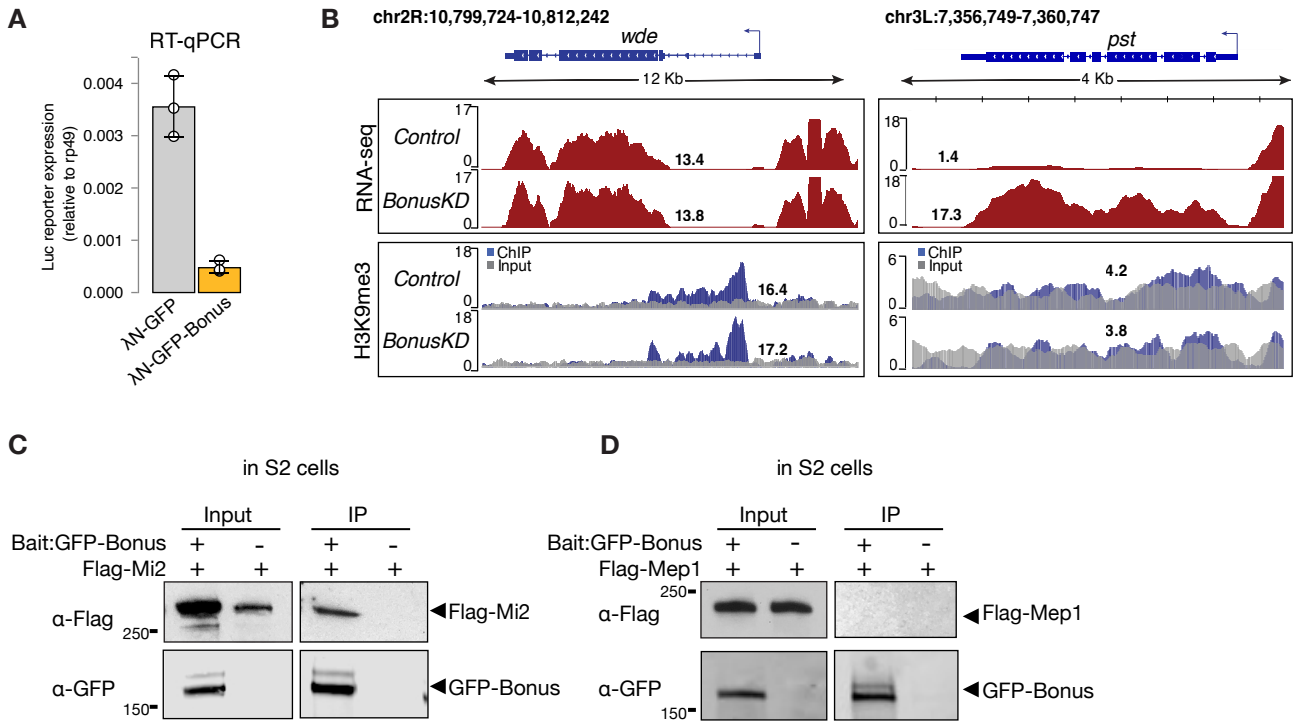 A
RT-qPCR
Luc reporter expression
(relative to rp49)
0.004
0.003
0.002
0.001
0.000
λN-GFP
λN-GFP-Bonus
B
chr2R:10,799,724-10,812,242
wde
12 Kb
chr3L:7,356,749-7,360,747
pst
4 Kb
RNA-seq
Control
17
0
13.4
BonusKD
17
0
13.8
18
0
1.4
18
0
17.3
H3K9me3
Control
18
0
ChIP
Input
16.4
BonusKD
18
0
17.2
6
0
ChIP
Input
4.2
6
0
3.8
C
in S2 cells
Input IP
Bait:GFP-Bonus + - + -
Flag-Mi2 + + + +
α-Flag
250
Flag-Mi2
α-GFP
150
GFP-Bonus
D
in S2 cells
Input IP
Bait:GFP-Bonus + - + -
Flag-Mep1 + + + +
250
α-Flag
Flag-Mep1
α-GFP
150
GFP-Bonus